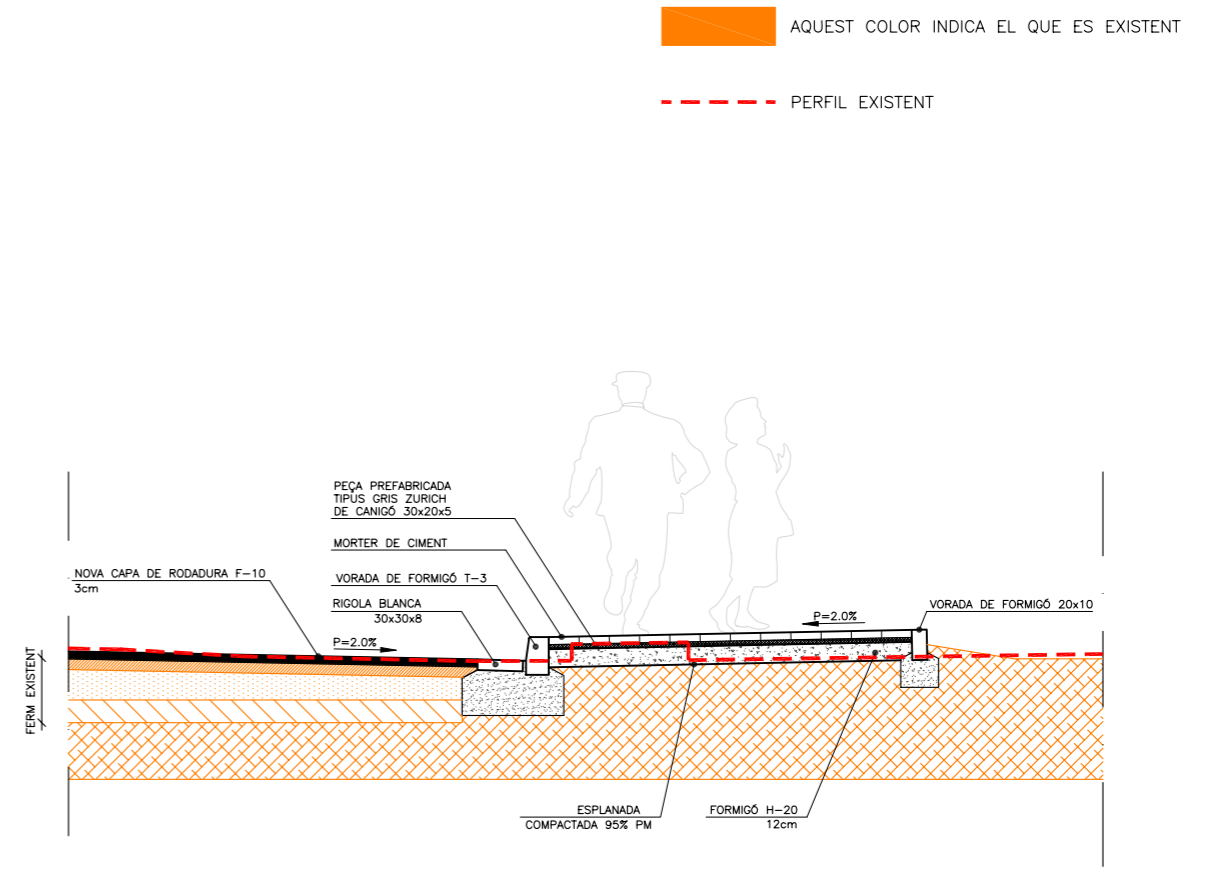 AQUEST COLOR INDICA EL QUE ES EXISTENT
PERFIL EXISTENT
PEÇA PREFABRICADA
TIPUS GRIS ZURICH
DE CANIGÓ 30x20x5
MORTER DE CIMENT
NOVA CAPA DE RODADURA F-10
3cm
VORADA DE FORMIGÓ T-3
RIGOLA BLANCA
30x30x8
P=2.0%
P=2.0%
VORADA DE FORMIGÓ 20x10
FERM EXISTENT
ESPLANADA
COMPACTADA 95% PM
FORMIGÓ H-20
12cm